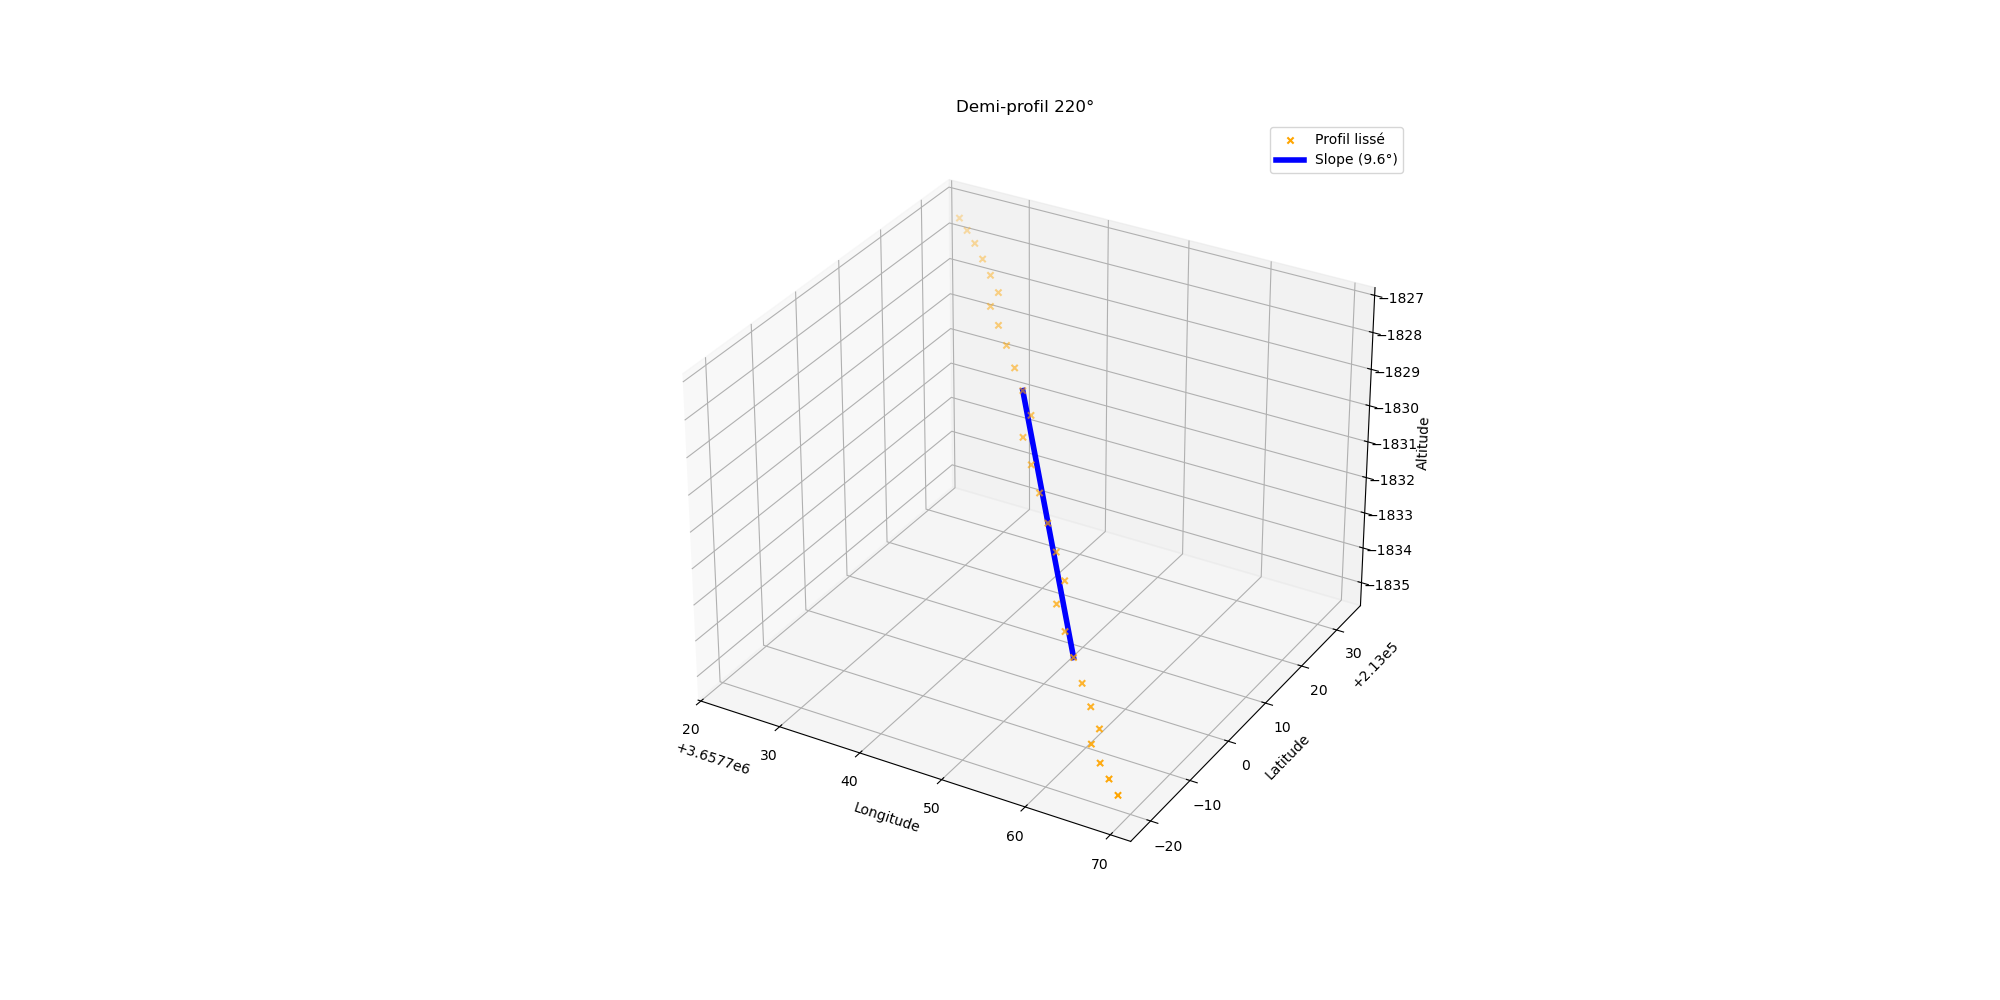 Demi-profil 220°
Profil lissé
Slope (9.6°)
−1827
−1828
−1829
−1830
−1831
−1832
−1833
−1834
−1835
Altitude
30
20
10
0
−10
−20
+2.13e5
Latitude
20
30
40
50
60
70
+3.6577e6
Longitude